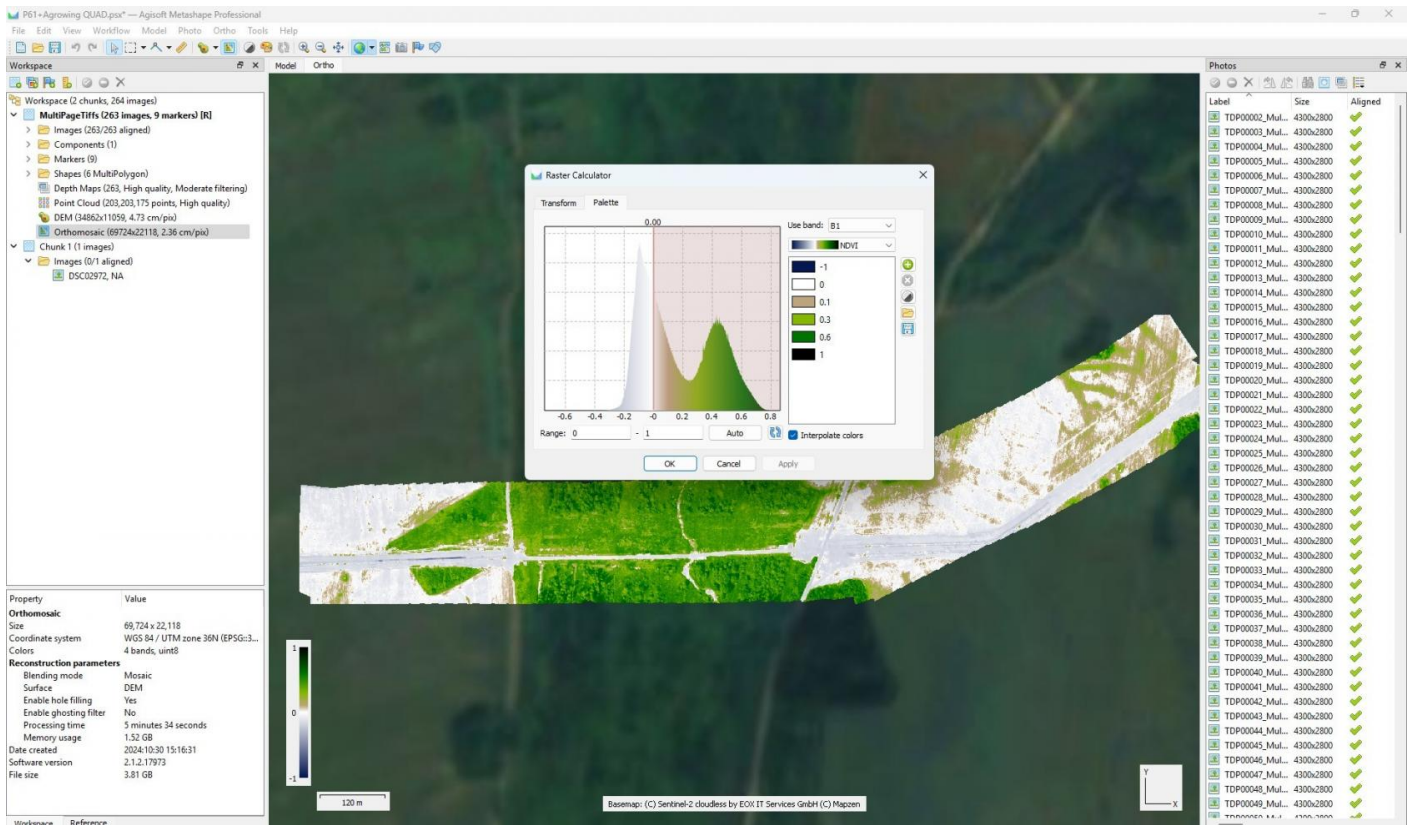 P61+Agrowing QUAD.psx* — Agisoft Metashape Professional
File Edit View Workflow Model Photo Ortho Tools Help
Workspace
Workspace (2 chunks, 264 images)
MultiPageTiffs (263 images, 9 markers) [R]
Images (263/263 aligned)
Components (1)
Markers (9)
Shapes (6 MultiPolygon)
Depth Maps (263, High quality, Moderate filtering)
Point Cloud (203,203,175 points, High quality)
DEM (34862x11059, 4.73 cm/pix)
Orthomosaic (69724x22118, 2.36 cm/pix)
Chunk 1 (1 images)
Images (0/1 aligned)
DSC02972, NA
Property Value
Orthomosaic
Size 69,724 x 22,118
Coordinate system WGS 84 / UTM zone 36N (EPSG::3...
Colors 4 bands, uint8
Reconstruction parameters
Blending mode Mosaic
Surface DEM
Enable hole filling Yes
Enable ghosting filter No
Processing time 5 minutes 34 seconds
Memory usage 1.52 GB
Date created 2024:10:30 15:16:31
Software version 2.1.2.17973
File size 3.81 GB
Workspace Reference
Model Ortho
Raster Calculator
Transform Palette
0.00
-0.6 -0.4 -0.2 -0 0.2 0.4 0.6 0.8
Range: 0 - 1 Auto
Use band: B1
NDVI
-1
0
0.1
0.3
0.6
1
Interpolate colors
OK Cancel Apply
1
0
-1
120 m
Basemap: (C) Sentinel-2 cloudless by EOX IT Services GmbH (C) Mapzen
Y
X
Photos
Label Size Aligned
TDP00002_Mul... 4300x2800
TDP00003_Mul... 4300x2800
TDP00004_Mul... 4300x2800
TDP00005_Mul... 4300x2800
TDP00006_Mul... 4300x2800
TDP00007_Mul... 4300x2800
TDP00008_Mul... 4300x2800
TDP00009_Mul... 4300x2800
TDP00010_Mul... 4300x2800
TDP00011_Mul... 4300x2800
TDP00012_Mul... 4300x2800
TDP00013_Mul... 4300x2800
TDP00014_Mul... 4300x2800
TDP00015_Mul... 4300x2800
TDP00016_Mul... 4300x2800
TDP00018_Mul... 4300x2800
TDP00019_Mul... 4300x2800
TDP00020_Mul... 4300x2800
TDP00021_Mul... 4300x2800
TDP00022_Mul... 4300x2800
TDP00023_Mul... 4300x2800
TDP00024_Mul... 4300x2800
TDP00025_Mul... 4300x2800
TDP00026_Mul... 4300x2800
TDP00027_Mul... 4300x2800
TDP00028_Mul... 4300x2800
TDP00029_Mul... 4300x2800
TDP00030_Mul... 4300x2800
TDP00031_Mul... 4300x2800
TDP00032_Mul... 4300x2800
TDP00033_Mul... 4300x2800
TDP00034_Mul... 4300x2800
TDP00035_Mul... 4300x2800
TDP00036_Mul... 4300x2800
TDP00037_Mul... 4300x2800
TDP00038_Mul... 4300x2800
TDP00039_Mul... 4300x2800
TDP00040_Mul... 4300x2800
TDP00041_Mul... 4300x2800
TDP00042_Mul... 4300x2800
TDP00043_Mul... 4300x2800
TDP00044_Mul... 4300x2800
TDP00045_Mul... 4300x2800
TDP00046_Mul... 4300x2800
TDP00047_Mul... 4300x2800
TDP00048_Mul... 4300x2800
TDP00049_Mul... 4300x2800